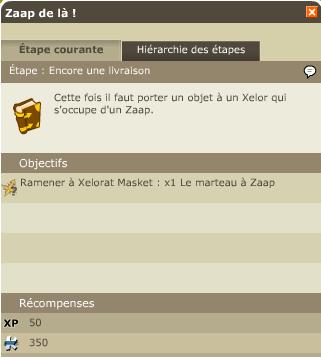 Zaap de là !
Étape courante
Hiérarchie des étapes
Étape : Encore une livraison
Cette fois il faut porter un objet à un Xelor qui
s'occupe d'un Zaap.
Objectifs
Ramener à Xelorat Masket : x1 Le marteau à Zaap
Récompenses
XP 50
350